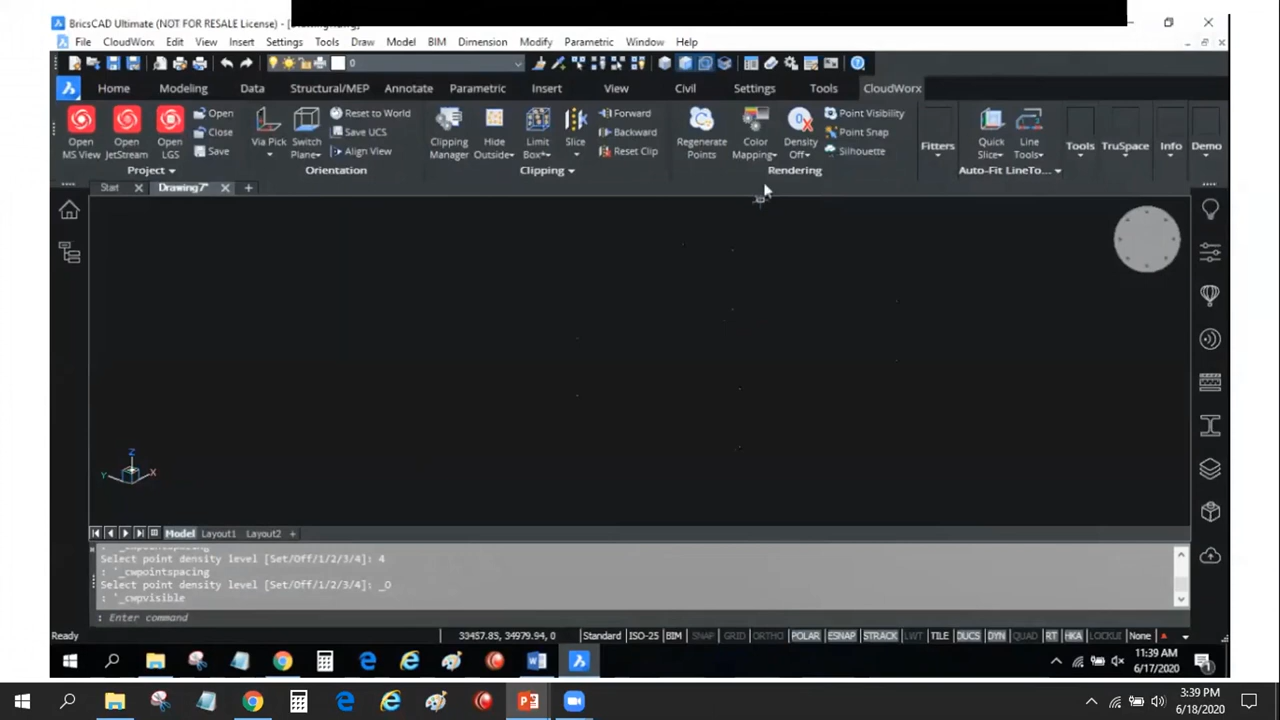 BricsCAD Ultimate (NOT FOR RESALE License) - [
File CloudWorx Edit View Insert Settings Tools Draw Model BIM Dimension Modify Parametric Window Help
0
Home Modeling Data Structural/MEP Annotate Parametric Insert View Civil Settings Tools CloudWorx
Open MS View
Open JetStream
Open LGS
Open
Close
Save
Project
Via Pick
Switch Plane
Reset to World
Save UCS
Align View
Orientation
Clipping Manager
Hide Outside
Limit Box
Slice
Forward
Backward
Reset Clip
Clipping
Regenerate Points
Color Mapping
Density Off
Point Visibility
Point Snap
Silhouette
Rendering
Fitters
Quick Slice
Line Tools
Auto-Fit LineTo...
Tools
TruSpace
Info
Demo
Start Drawing7*
Z
Y X
Model Layout1 Layout2
Select point density level [Set/Off/1/2/3/4]: 4
: '_cwpointspacing
Select point density level [Set/Off/1/2/3/4]: _O
: '_cwpvisible
: Enter command
Ready 33457.85, 34979.94, 0 Standard ISO-25 BIM SNAP GRID ORTHO POLAR ESNAP STRACK LWT TILE DUCS DYN QUAD RT HKA LOCKUI None
11:39 AM
6/17/2020
1
3:39 PM
6/18/2020